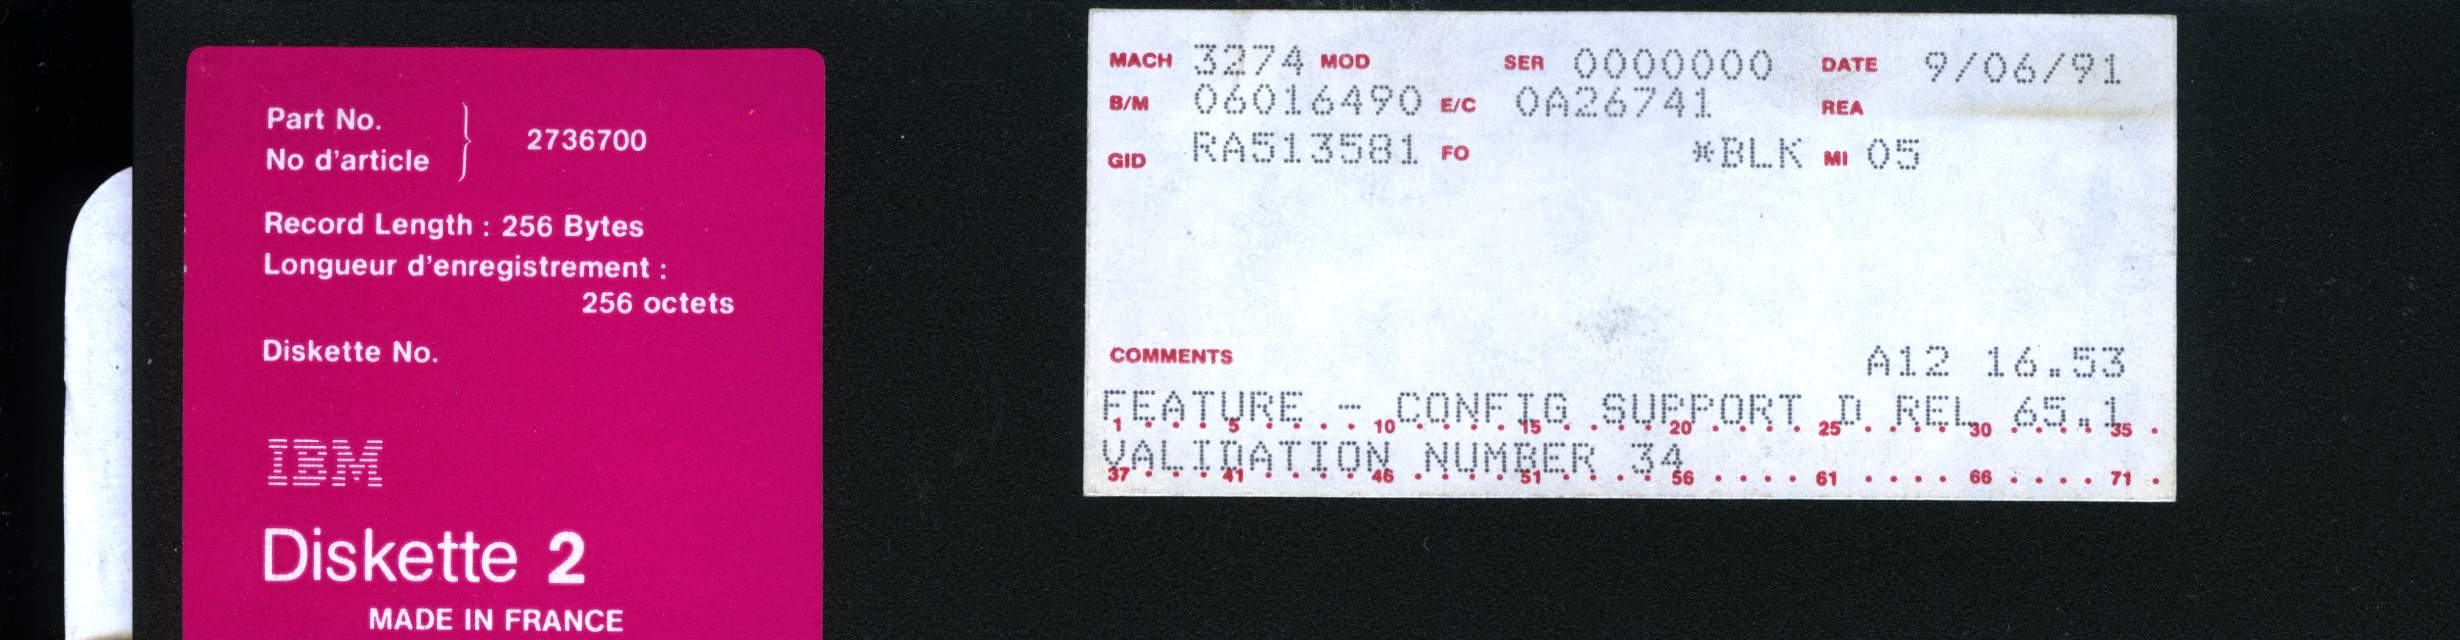 Part No.
No d'article
2736700
Record Length : 256 Bytes
Longueur d'enregistrement :
256 octets
Diskette No.
IBM
Diskette 2
MADE IN FRANCE
MACH 3274 MOD SER 0000000 DATE 9/06/91
B/M 06016490 E/C 0A26741 REA
GID RA513581 FO *BLK MI 05
COMMENTS A12 16.53
FEATURE - CONFIG SUPPORT D REL 65.1
1 . . . 5 . . . . 10 . . . . 15 . . . . 20 . . . . 25 . . . . 30 . . . . 35 .
VALIDATION NUMBER 34
37 . . . 41 . . . . 46 . . . . 51 . . . . 56 . . . . 61 . . . . 66 . . . . 71 .